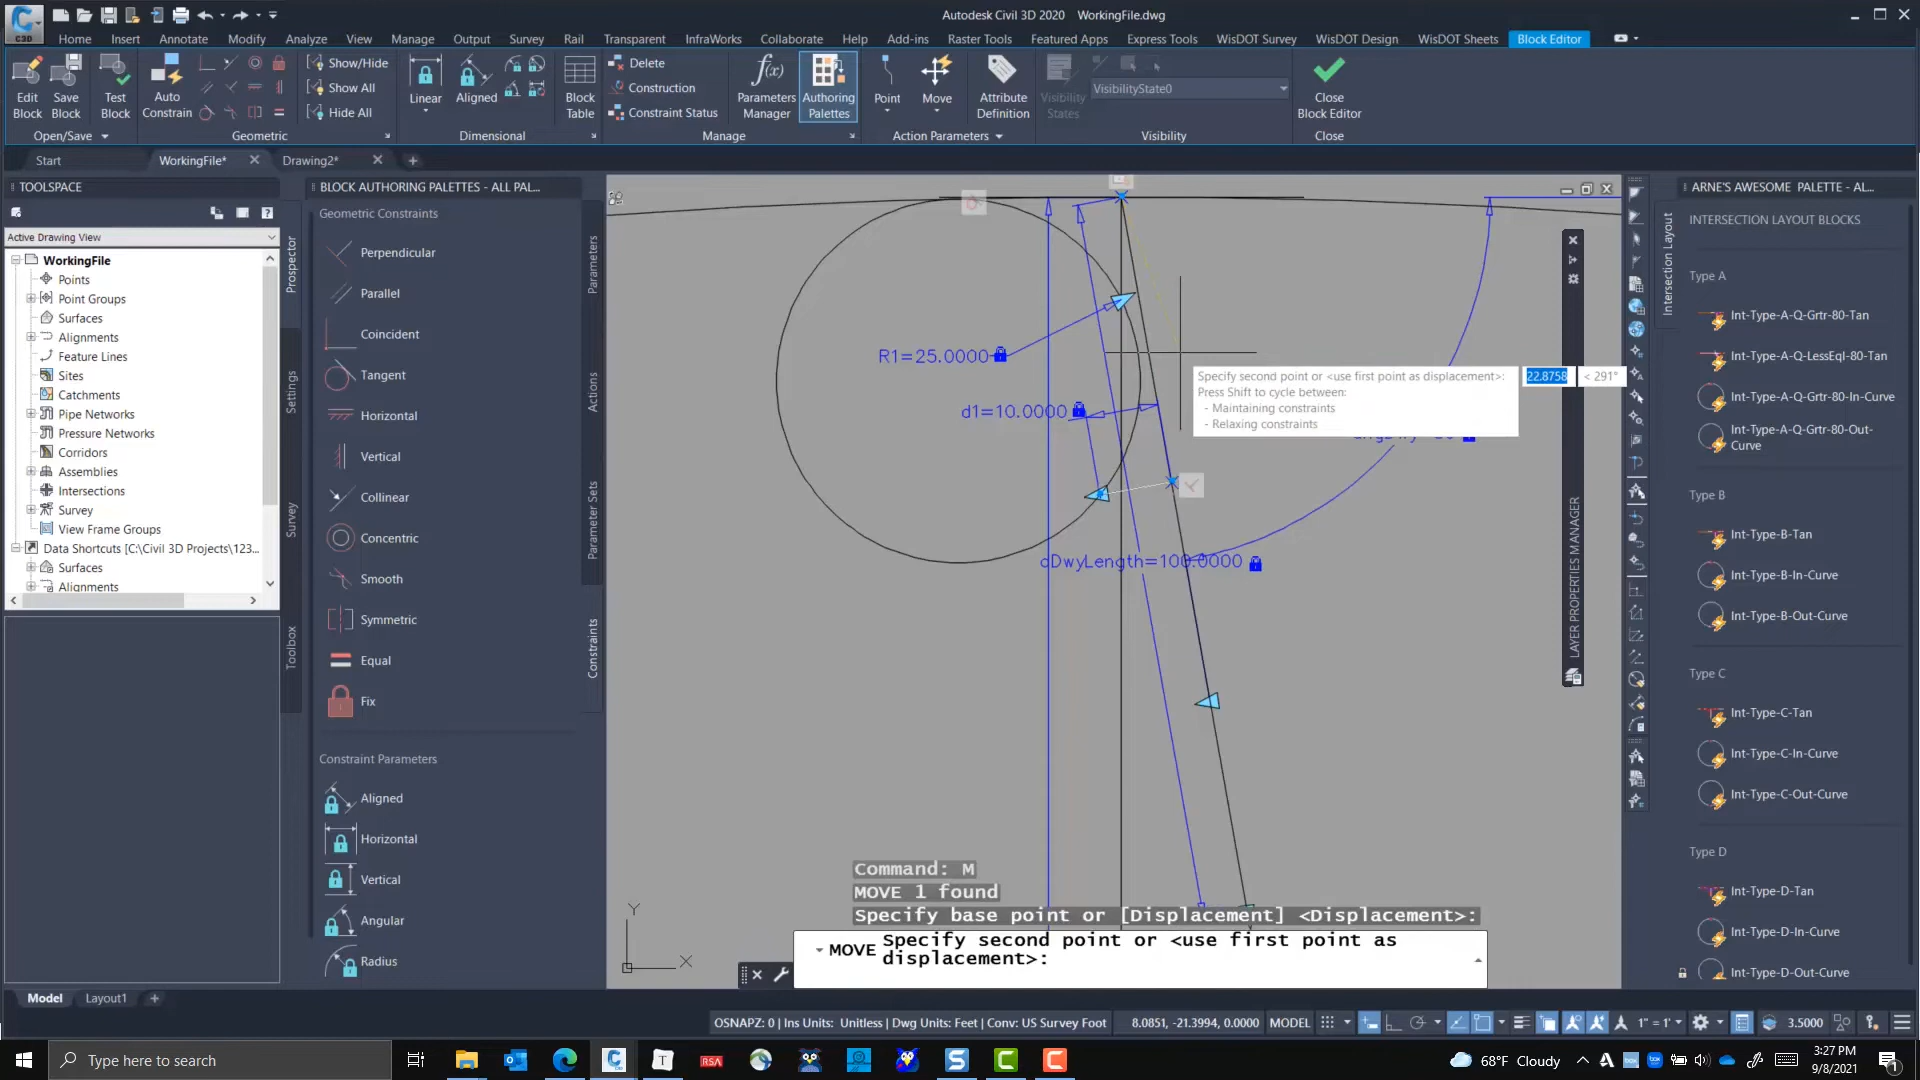 Autodesk Civil 3D 2020 WorkingFile.dwg
C3D
Home Insert Annotate Modify Analyze View Manage Output Survey Rail Transparent InfraWorks Collaborate Help Add-ins Raster Tools Featured Apps Express Tools WisDOT Survey WisDOT Design WisDOT Sheets Block Editor
Edit Block
Save Block
Test Block
Open/Save
Auto Constrain
Show/Hide
Show All
Hide All
Geometric
Linear
Aligned
Dimensional
Block Table
Delete
Construction
Constraint Status
Parameters Manager
Authoring Palettes
Manage
Point
Move
Attribute Definition
Action Parameters
Visibility States
VisibilityState0
Visibility
Close Block Editor
Close
Start
WorkingFile*
Drawing2*
TOOLSPACE
Active Drawing View
WorkingFile
Points
Point Groups
Surfaces
Alignments
Feature Lines
Sites
Catchments
Pipe Networks
Pressure Networks
Corridors
Assemblies
Intersections
Survey
View Frame Groups
Data Shortcuts [C:\Civil 3D Projects\123...
Surfaces
Alignments
Prospector
Settings
Survey
Toolbox
BLOCK AUTHORING PALETTES - ALL PAL...
Geometric Constraints
Perpendicular
Parallel
Coincident
Tangent
Horizontal
Vertical
Collinear
Concentric
Smooth
Symmetric
Equal
Fix
Constraint Parameters
Aligned
Horizontal
Vertical
Angular
Radius
Parameters
Actions
Parameter Sets
Constraints
R1=25.0000
d1=10.0000
dDwyLength=100.0000
Specify second point or <use first point as displacement>:
22.8758
< 291°
Press Shift to cycle between:
- Maintaining constraints
- Relaxing constraints
LAYER PROPERTIES MANAGER
Command: M
MOVE 1 found
Specify base point or [Displacement] <Displacement>:
MOVE Specify second point or <use first point as
displacement>:
Y
X
ARNE'S AWESOME PALETTE - AL...
Intersection Layout
INTERSECTION LAYOUT BLOCKS
Type A
Int-Type-A-Q-Grtr-80-Tan
Int-Type-A-Q-LessEql-80-Tan
Int-Type-A-Q-Grtr-80-In-Curve
Int-Type-A-Q-Grtr-80-Out-
Curve
Type B
Int-Type-B-Tan
Int-Type-B-In-Curve
Int-Type-B-Out-Curve
Type C
Int-Type-C-Tan
Int-Type-C-In-Curve
Int-Type-C-Out-Curve
Type D
Int-Type-D-Tan
Int-Type-D-In-Curve
Int-Type-D-Out-Curve
Model
Layout1
OSNAPZ: 0 | Ins Units: Unitless | Dwg Units: Feet | Conv: US Survey Foot
8.0851, -21.3994, 0.0000
MODEL
1" = 1'
3.5000
Type here to search
T
RSA
S
C
C
68°F Cloudy
3:27 PM
9/8/2021
1